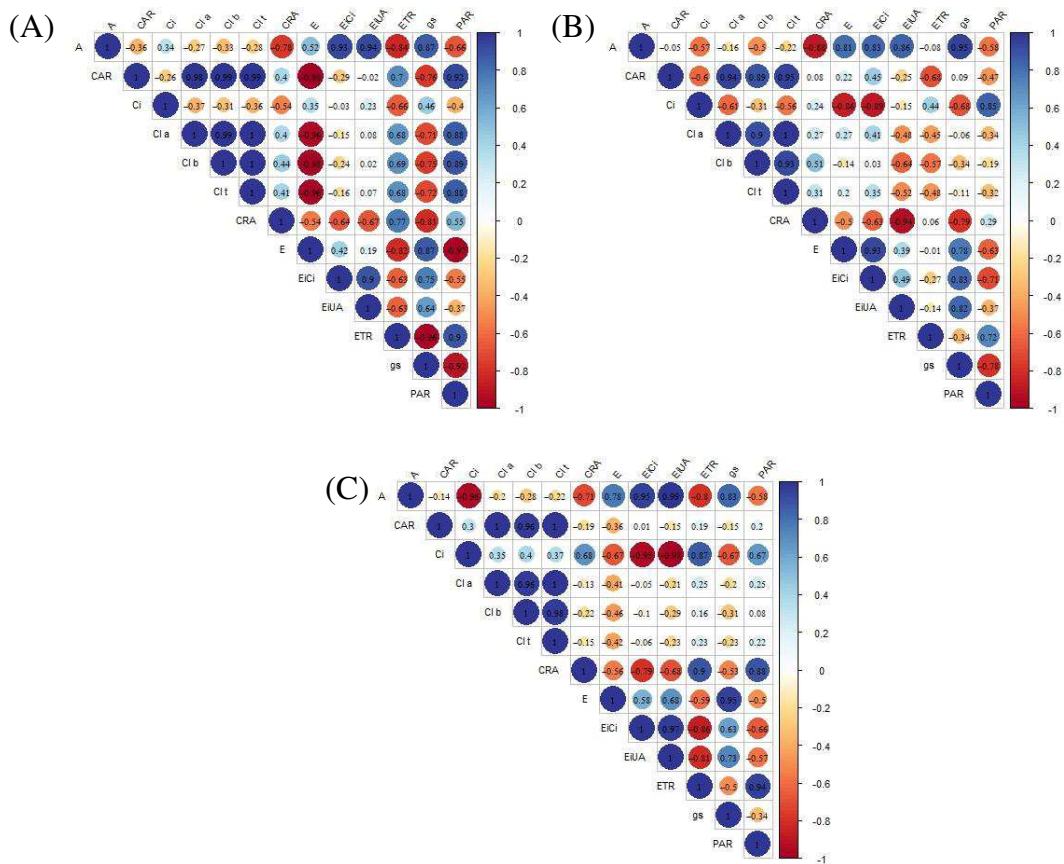 (A)
A CAR Ci Cl a Cl b Cl t CRA E EiCi EiUA ETR gs PAR
A 1 −0.36 0.34 −0.27 −0.33 −0.28 −0.78 0.52 0.93 0.94 −0.84 0.87 −0.66
CAR 1 −0.26 0.98 0.99 0.99 0.4 −0.29 −0.02 0.7 −0.76 0.92
Ci 1 −0.37 −0.31 −0.36 −0.54 0.35 −0.03 0.23 −0.66 0.46 −0.4
Cl a 1 0.99 1 0.4 −0.96 −0.15 0.08 0.68 −0.71 0.88
Cl b 1 1 0.44 −0.24 0.02 0.69 −0.75 0.89
Cl t 1 0.41 −0.96 −0.16 0.07 0.68 −0.72 0.88
CRA 1 −0.54 −0.64 −0.67 0.77 −0.81 0.55
E 1 0.42 0.19 −0.83 0.87
EiCi 1 0.9 −0.63 0.75 −0.55
EiUA 1 −0.63 0.64 −0.37
ETR 1 0.9
gs 1 −0.92
PAR 1
1
0.8
0.6
0.4
0.2
0
−0.2
−0.4
−0.6
−0.8
−1
(B)
A CAR Ci Cl a Cl b Cl t CRA E EiCi EiUA ETR gs PAR
A 1 −0.05 −0.57 −0.16 −0.5 −0.22 −0.88 0.81 0.83 0.86 −0.08 0.95 −0.58
CAR 1 −0.6 0.94 0.89 0.95 0.08 0.22 0.45 −0.25 −0.68 0.09 −0.47
Ci 1 −0.61 −0.31 −0.56 0.24 −0.86 −0.89 −0.15 0.44 −0.68 0.85
Cl a 1 0.9 1 0.27 0.27 0.41 −0.48 −0.45 −0.06 −0.34
Cl b 1 0.93 0.51 −0.14 0.03 −0.64 −0.57 −0.34 −0.19
Cl t 1 0.31 0.2 0.35 −0.52 −0.48 −0.11 −0.32
CRA 1 −0.5 −0.63 −0.94 0.06 −0.79 0.29
E 1 0.93 0.39 −0.01 0.78 −0.63
EiCi 1 0.49 −0.27 0.83 −0.71
EiUA 1 −0.14 0.82 −0.37
ETR 1 −0.34 0.72
gs 1 −0.78
PAR 1
1
0.8
0.6
0.4
0.2
0
−0.2
−0.4
−0.6
−0.8
−1
(C)
A CAR Ci Cl a Cl b Cl t CRA E EiCi EiUA ETR gs PAR
A 1 −0.14 −0.96 −0.2 −0.28 −0.22 −0.71 0.78 0.95 0.99 −0.8 0.83 −0.58
CAR 1 0.3 1 0.96 1 −0.19 −0.36 0.01 −0.15 0.19 −0.15 0.2
Ci 1 0.35 0.4 0.37 0.68 −0.67 −0.95 0.87 −0.67 0.67
Cl a 1 0.96 1 −0.13 −0.41 −0.05 −0.21 0.25 −0.2 0.25
Cl b 1 0.98 −0.22 −0.46 −0.1 −0.29 0.16 −0.31 0.08
Cl t 1 −0.15 −0.42 −0.06 −0.23 0.23 −0.23 0.22
CRA 1 −0.56 −0.79 −0.68 0.9 −0.53 0.88
E 1 0.58 0.68 −0.59 0.95 −0.5
EiCi 1 0.97 −0.86 0.63 −0.66
EiUA 1 −0.81 0.73 −0.57
ETR 1 −0.5 0.94
gs 1 −0.34
PAR 1
1
0.8
0.6
0.4
0.2
0
−0.2
−0.4
−0.6
−0.8
−1